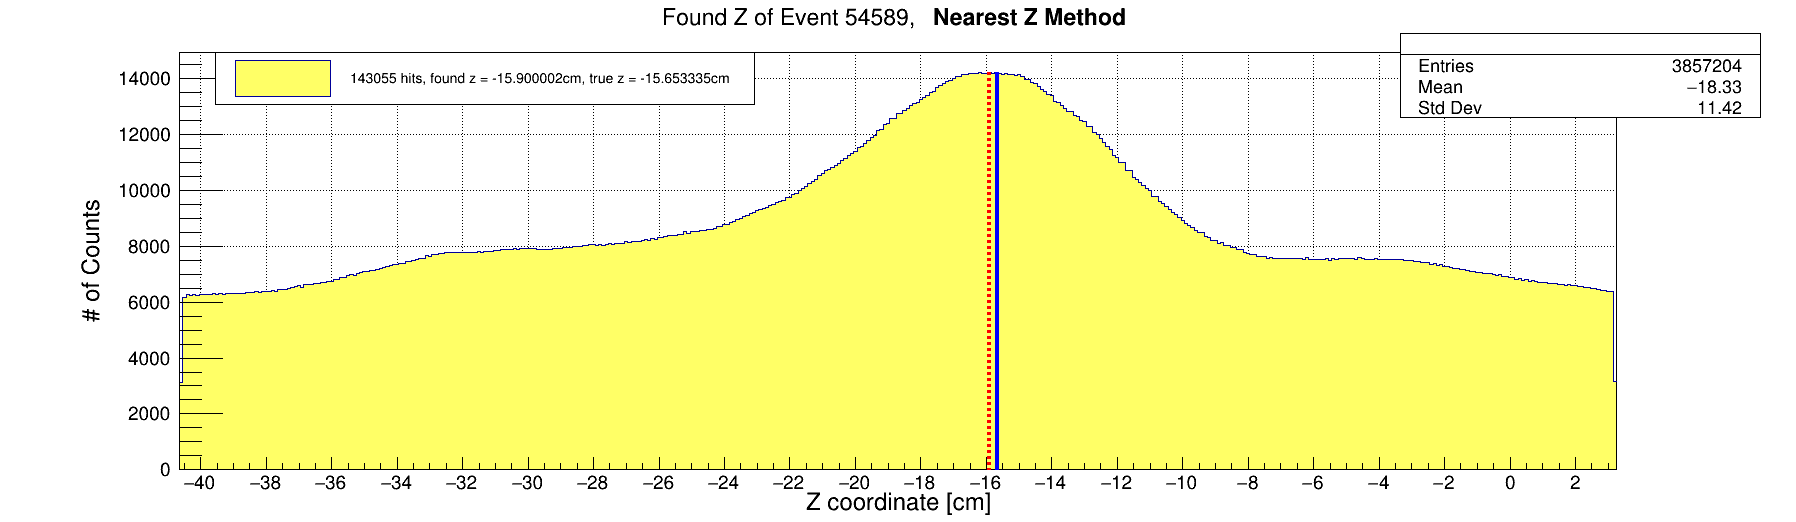 Found Z of Event 54589, Nearest Z Method
143055 hits, found z = -15.900002cm, true z = -15.653335cm
Entries 3857204
Mean −18.33
Std Dev 11.42
14000
12000
10000
8000
6000
4000
2000
0
# of Counts
−40 −38 −36 −34 −32 −30 −28 −26 −24 −22 −20 −18 −16 −14 −12 −10 −8 −6 −4 −2 0 2
Z coordinate [cm]